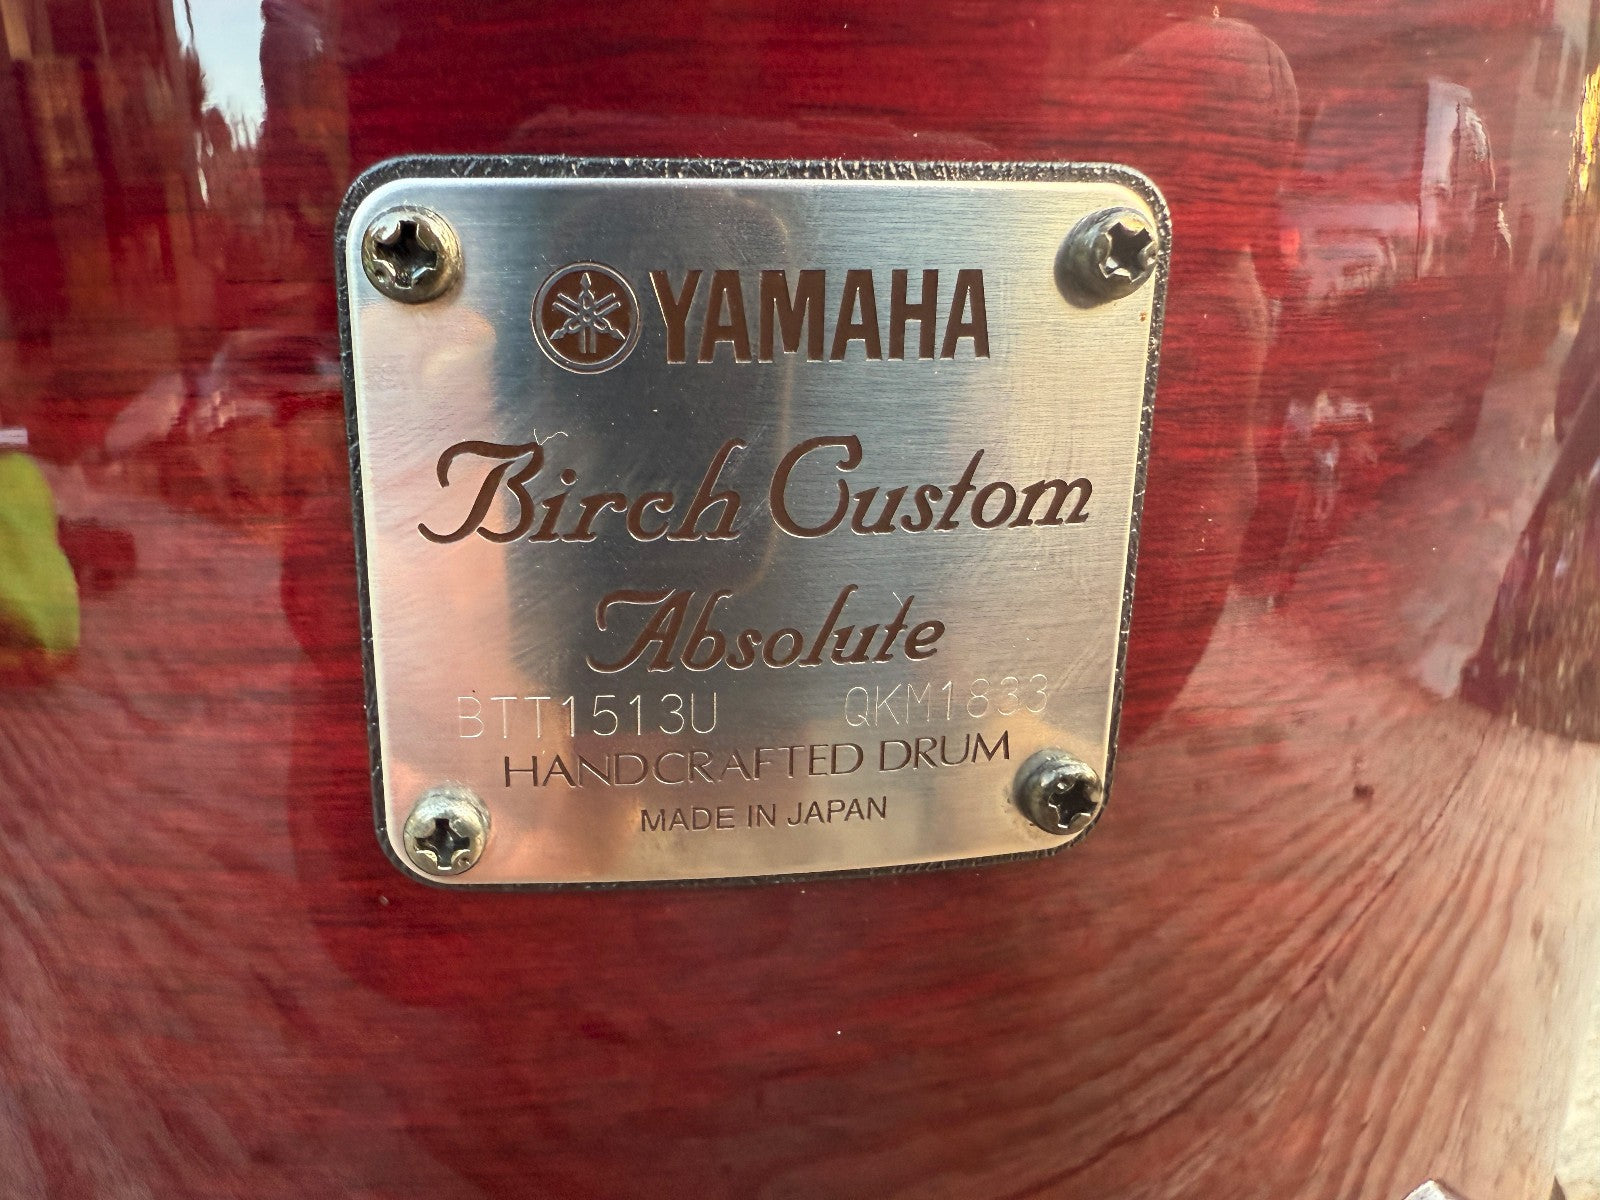 YAMAHA
Birch Custom
Absolute
BTT1513U QKM1833
HANDCRAFTED DRUM
MADE IN JAPAN